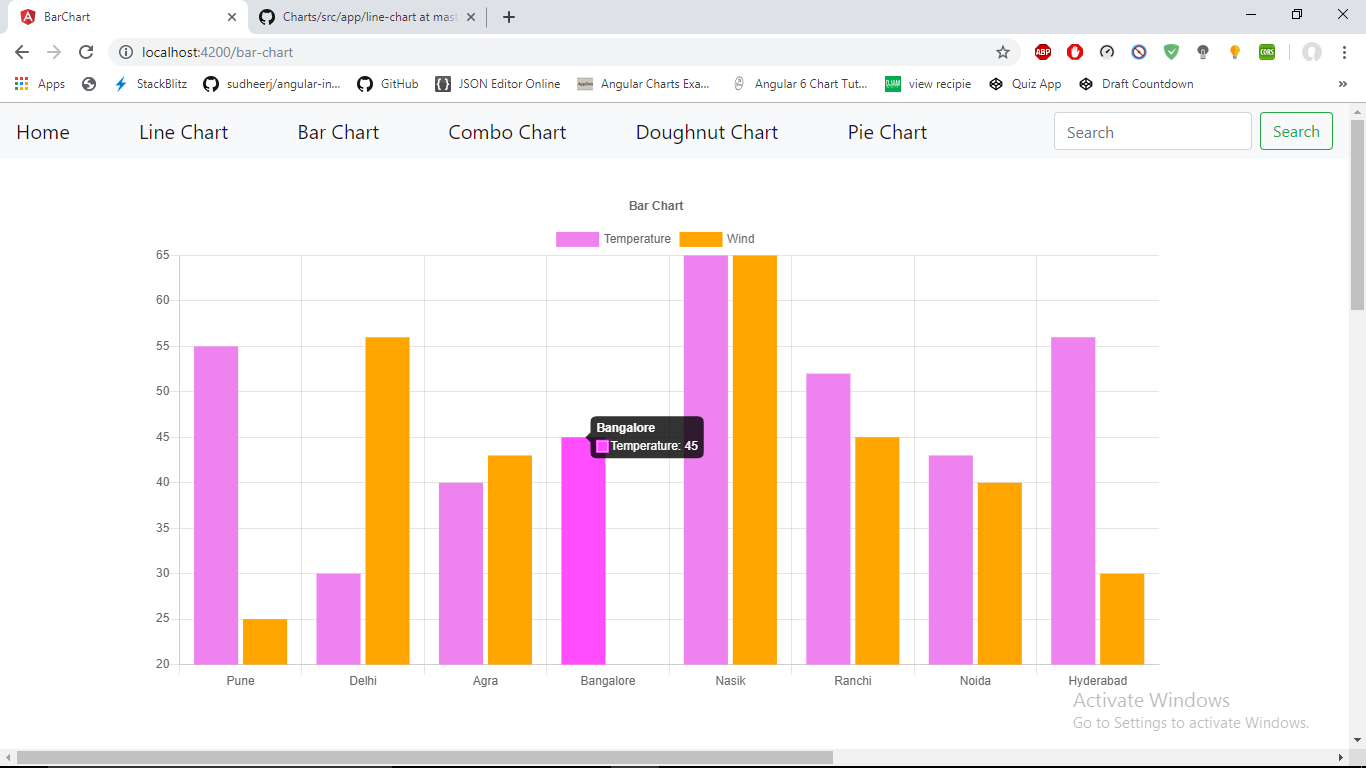 BarChart
Charts/src/app/line-chart at mast
localhost:4200/bar-chart
ABP
CORS
Apps
StackBlitz
sudheerj/angular-in...
GitHub
JSON Editor Online
Angular Charts Exa...
Angular 6 Chart Tut...
view recipie
Quiz App
Draft Countdown
»
Home
Line Chart
Bar Chart
Combo Chart
Doughnut Chart
Pie Chart
Search
Search
Bar Chart
Temperature
Wind
65
60
55
50
45
40
35
30
25
20
Bangalore
Temperature: 45
Pune
Delhi
Agra
Bangalore
Nasik
Ranchi
Noida
Hyderabad
Activate Windows
Go to Settings to activate Windows.